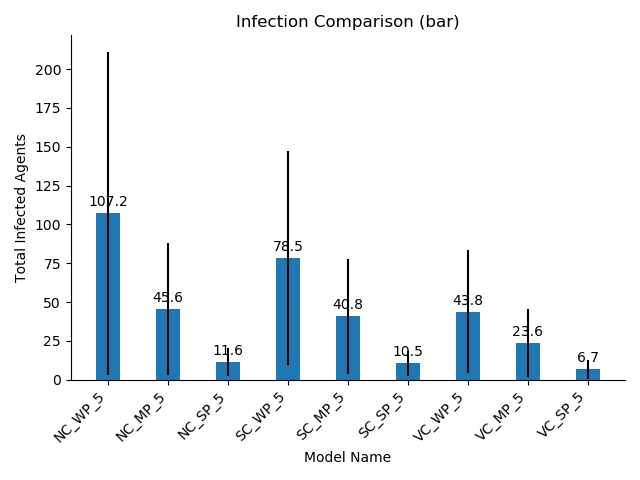 Infection Comparison (bar)
Total Infected Agents
200
175
150
125
100
75
50
25
0
107.2
45.6
11.6
78.5
40.8
10.5
43.8
23.6
6.7
NC_WP_5
NC_MP_5
NC_SP_5
SC_WP_5
SC_MP_5
SC_SP_5
VC_WP_5
VC_MP_5
VC_SP_5
Model Name